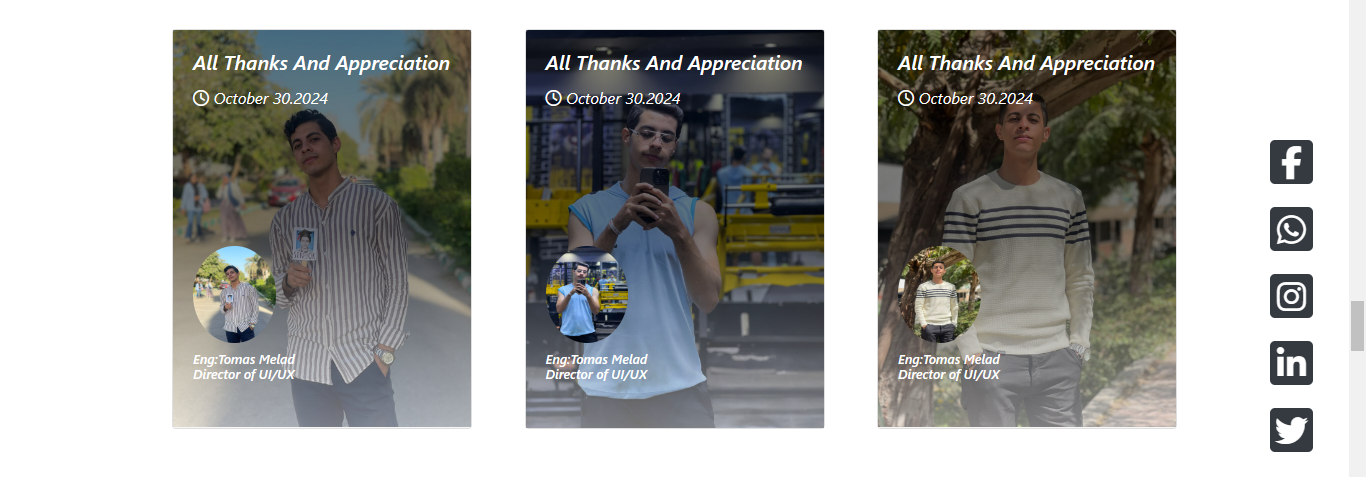 All Thanks And Appreciation
October 30.2024
Eng:Tomas Melad
Director of UI/UX
All Thanks And Appreciation
October 30.2024
Eng:Tomas Melad
Director of UI/UX
All Thanks And Appreciation
October 30.2024
Eng:Tomas Melad
Director of UI/UX